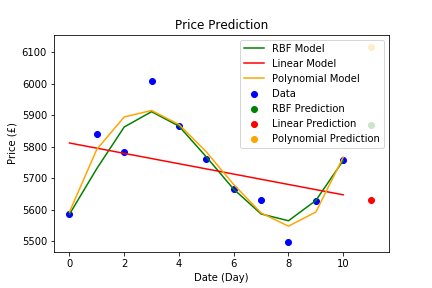 Price Prediction
RBF Model
Linear Model
Polynomial Model
Data
RBF Prediction
Linear Prediction
Polynomial Prediction
6100
6000
5900
5800
5700
5600
5500
Price (£)
0 2 4 6 8 10
Date (Day)